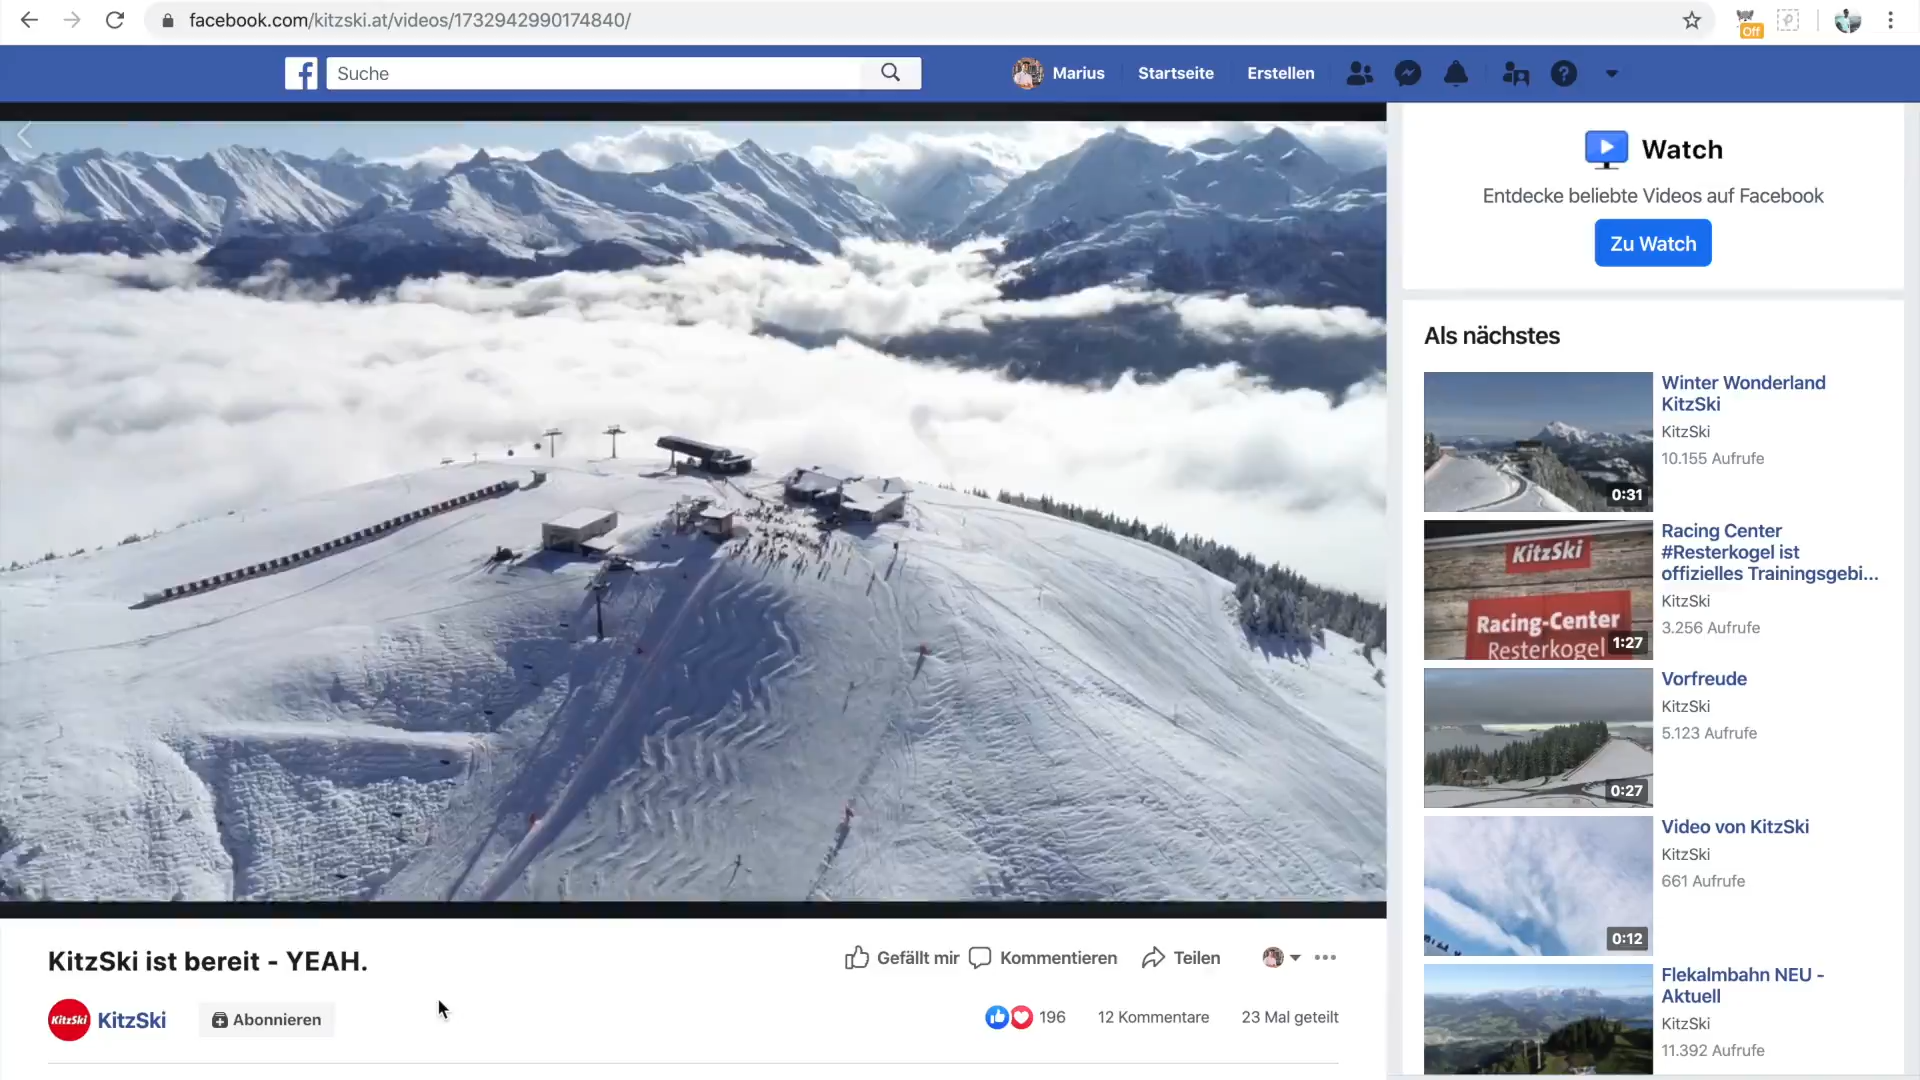 facebook.com/kitzski.at/videos/1732942990174840/
Off
Suche
Marius
Startseite
Erstellen
Watch
Entdecke beliebte Videos auf Facebook
Zu Watch
Als nächstes
Winter Wonderland
KitzSki
KitzSki
10.155 Aufrufe
0:31
KitzSki
Racing-Center
Resterkogel
1:27
Racing Center
#Resterkogel ist
offizielles Trainingsgebi...
KitzSki
3.256 Aufrufe
Vorfreude
KitzSki
5.123 Aufrufe
0:27
Video von KitzSki
KitzSki
661 Aufrufe
0:12
Flekalmbahn NEU -
Aktuell
KitzSki
11.392 Aufrufe
KitzSki ist bereit - YEAH.
Gefällt mir
Kommentieren
Teilen
KitzSki
KitzSki
Abonnieren
196
12 Kommentare
23 Mal geteilt